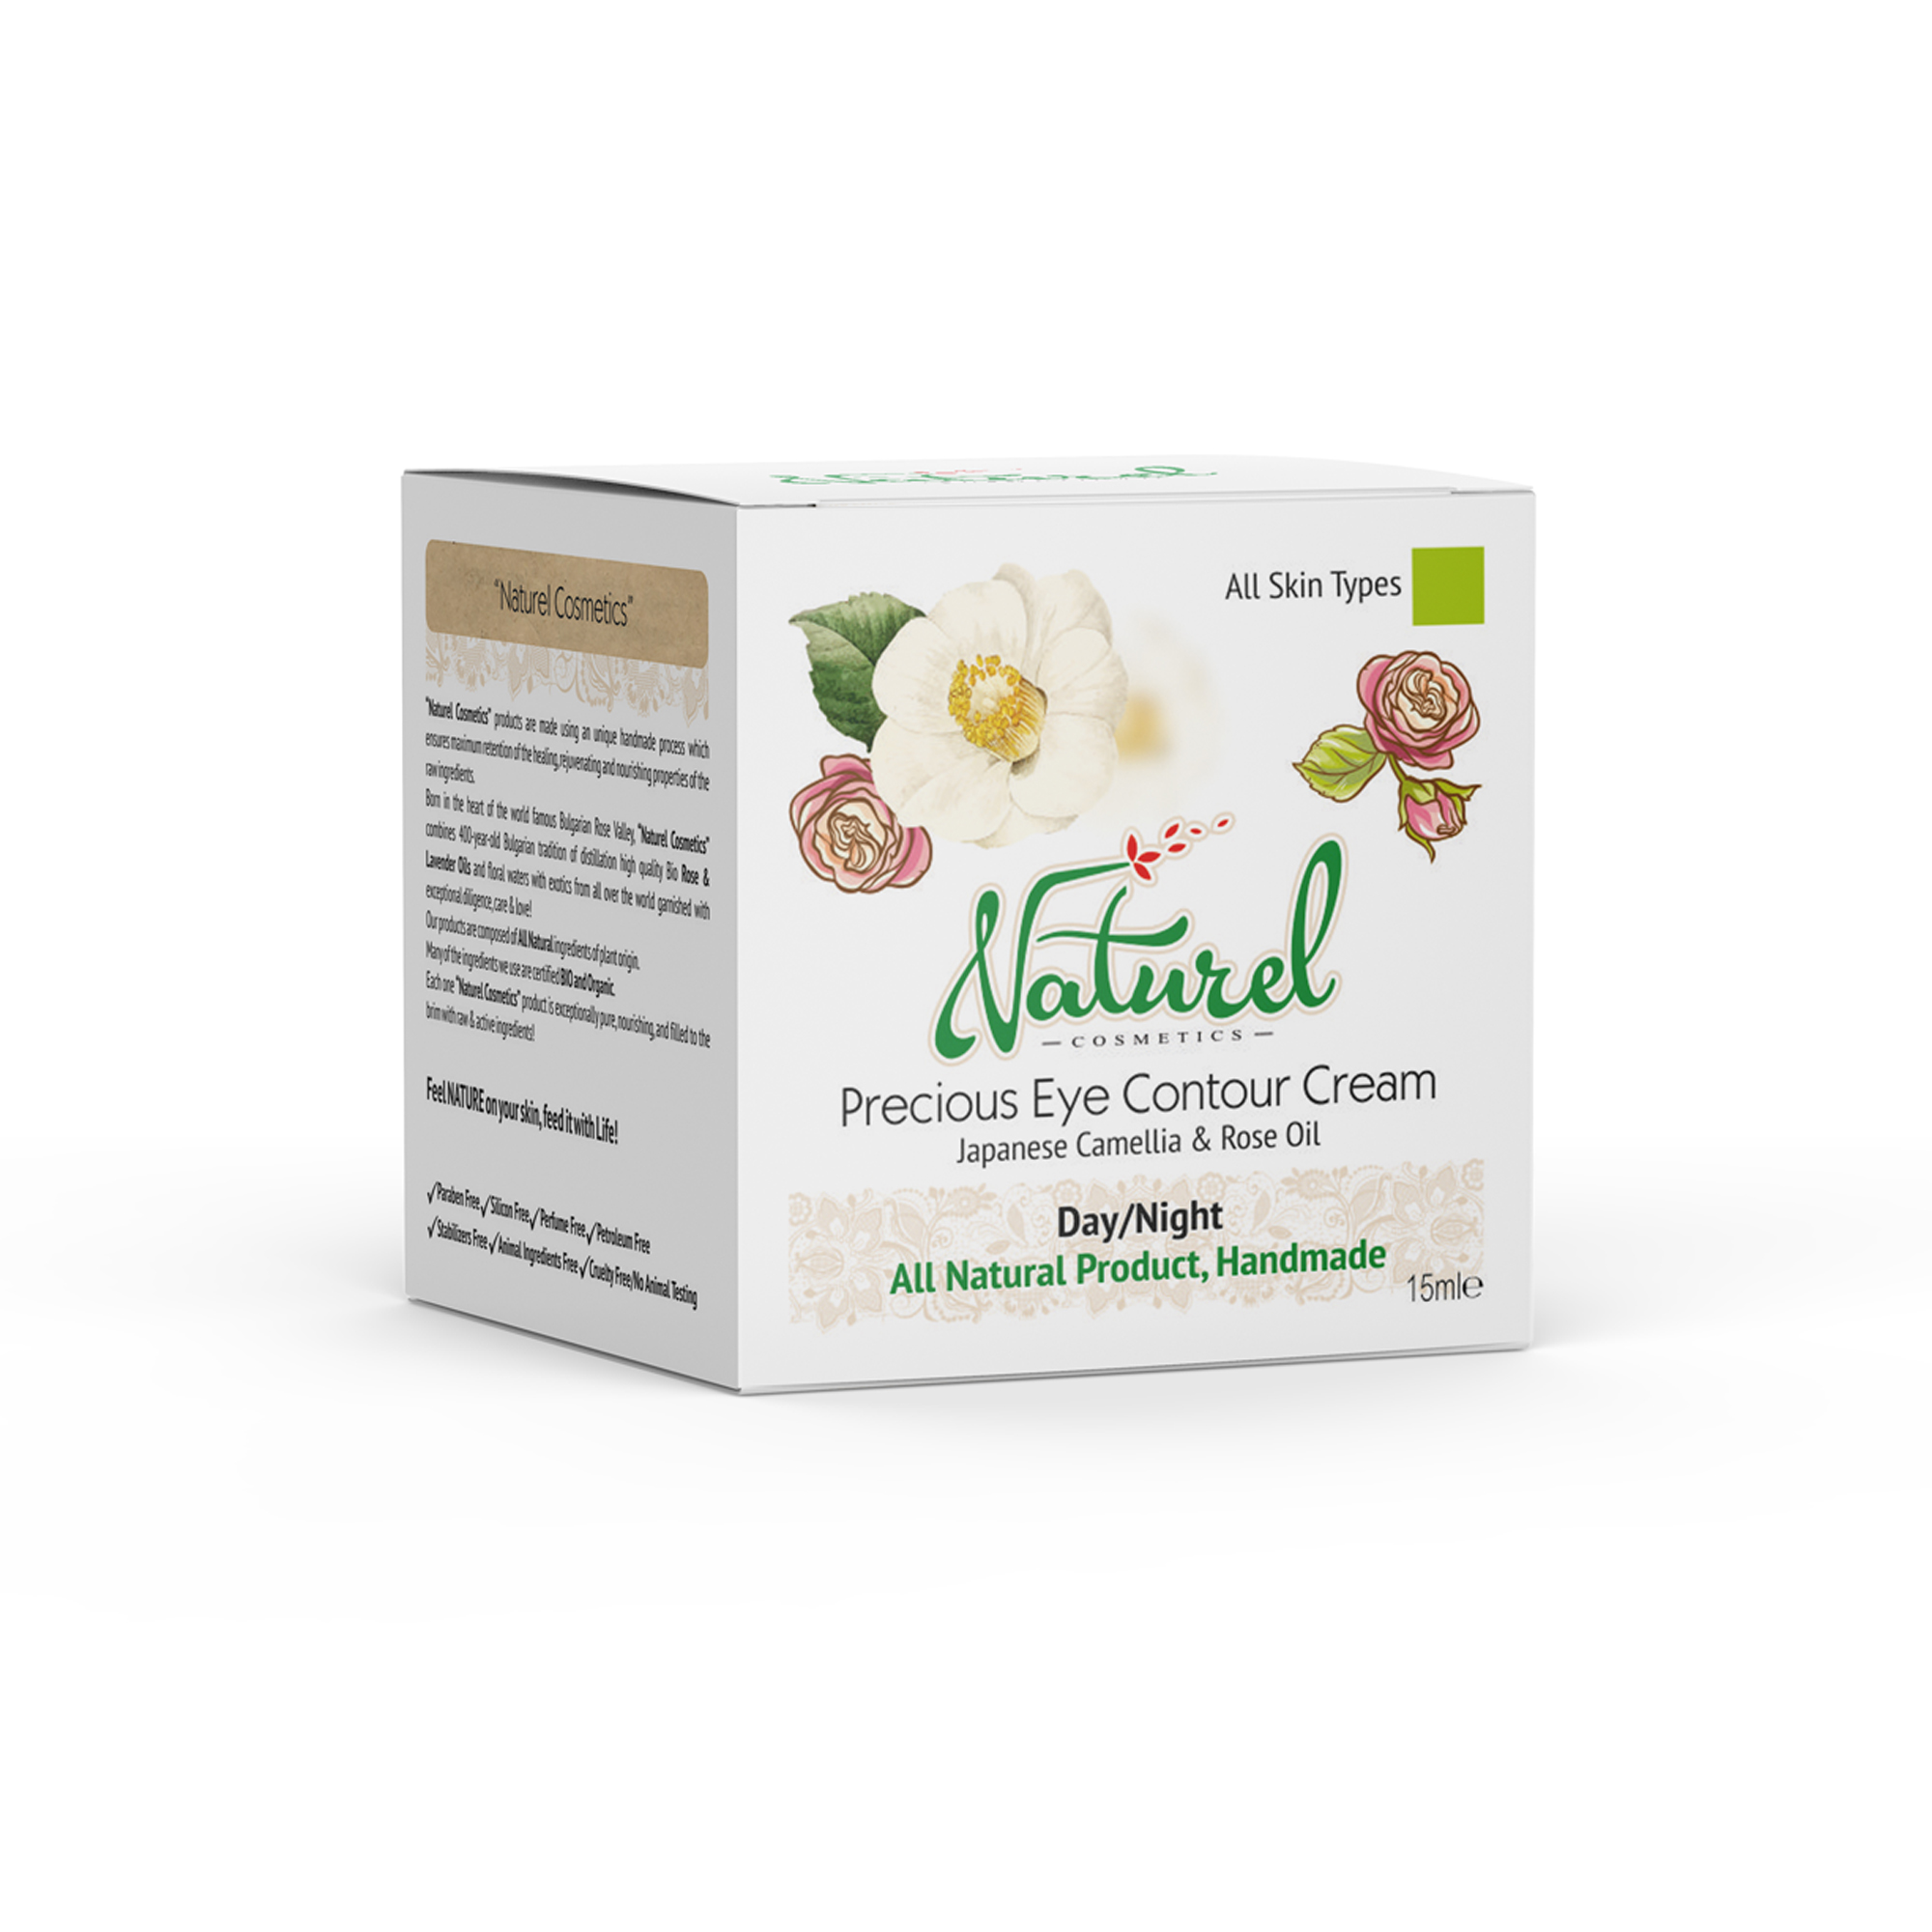 Naturel
"Naturel Cosmetics"
"Naturel Cosmetics" products are made using an unique handmade process which
ensures maximum retention of the healing, rejuvenating and nourishing properties of the
raw ingredients.
Born in the heart of the world famous Bulgarian Rose Valley, "Naturel Cosmetics"
combines 400-year-old Bulgarian tradition of distillation high quality Bio Rose &
Lavender Oils and floral waters with exotics from all over the world garnished with
exceptional diligence, care & love!
Our products are composed of All Natural ingredients of plant origin.
Many of the ingredients we use are certified BIO and Organic.
Each one "Naturel Cosmetics" product is exceptionally pure, nourishing, and filled to the
brim with raw & active ingredients!
Feel NATURE on your skin, feed it with Life!
✓Paraben Free ✓Silicon Free ✓Perfume Free ✓Petroleum Free
✓Stabilizers Free ✓Animal Ingredients Free ✓Cruelty Free/No Animal Testing
All Skin Types
Naturel
– COSMETICS –
Precious Eye Contour Cream
Japanese Camellia & Rose Oil
Day/Night
All Natural Product, Handmade
15ml℮